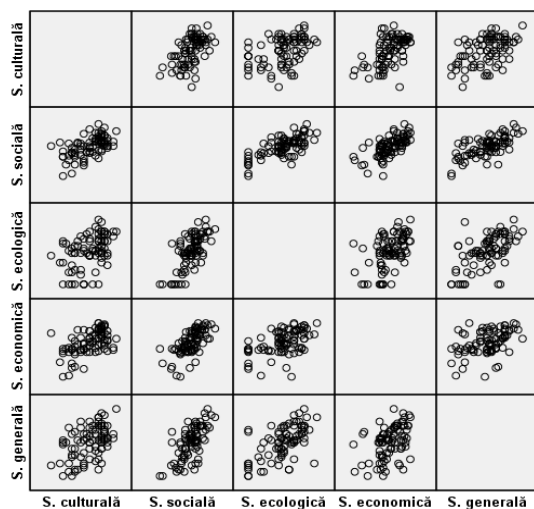 S. culturală
S. socială
S. ecologică
S. economică
S. generală
S. culturală S. socială S. ecologică S. economică S. generală